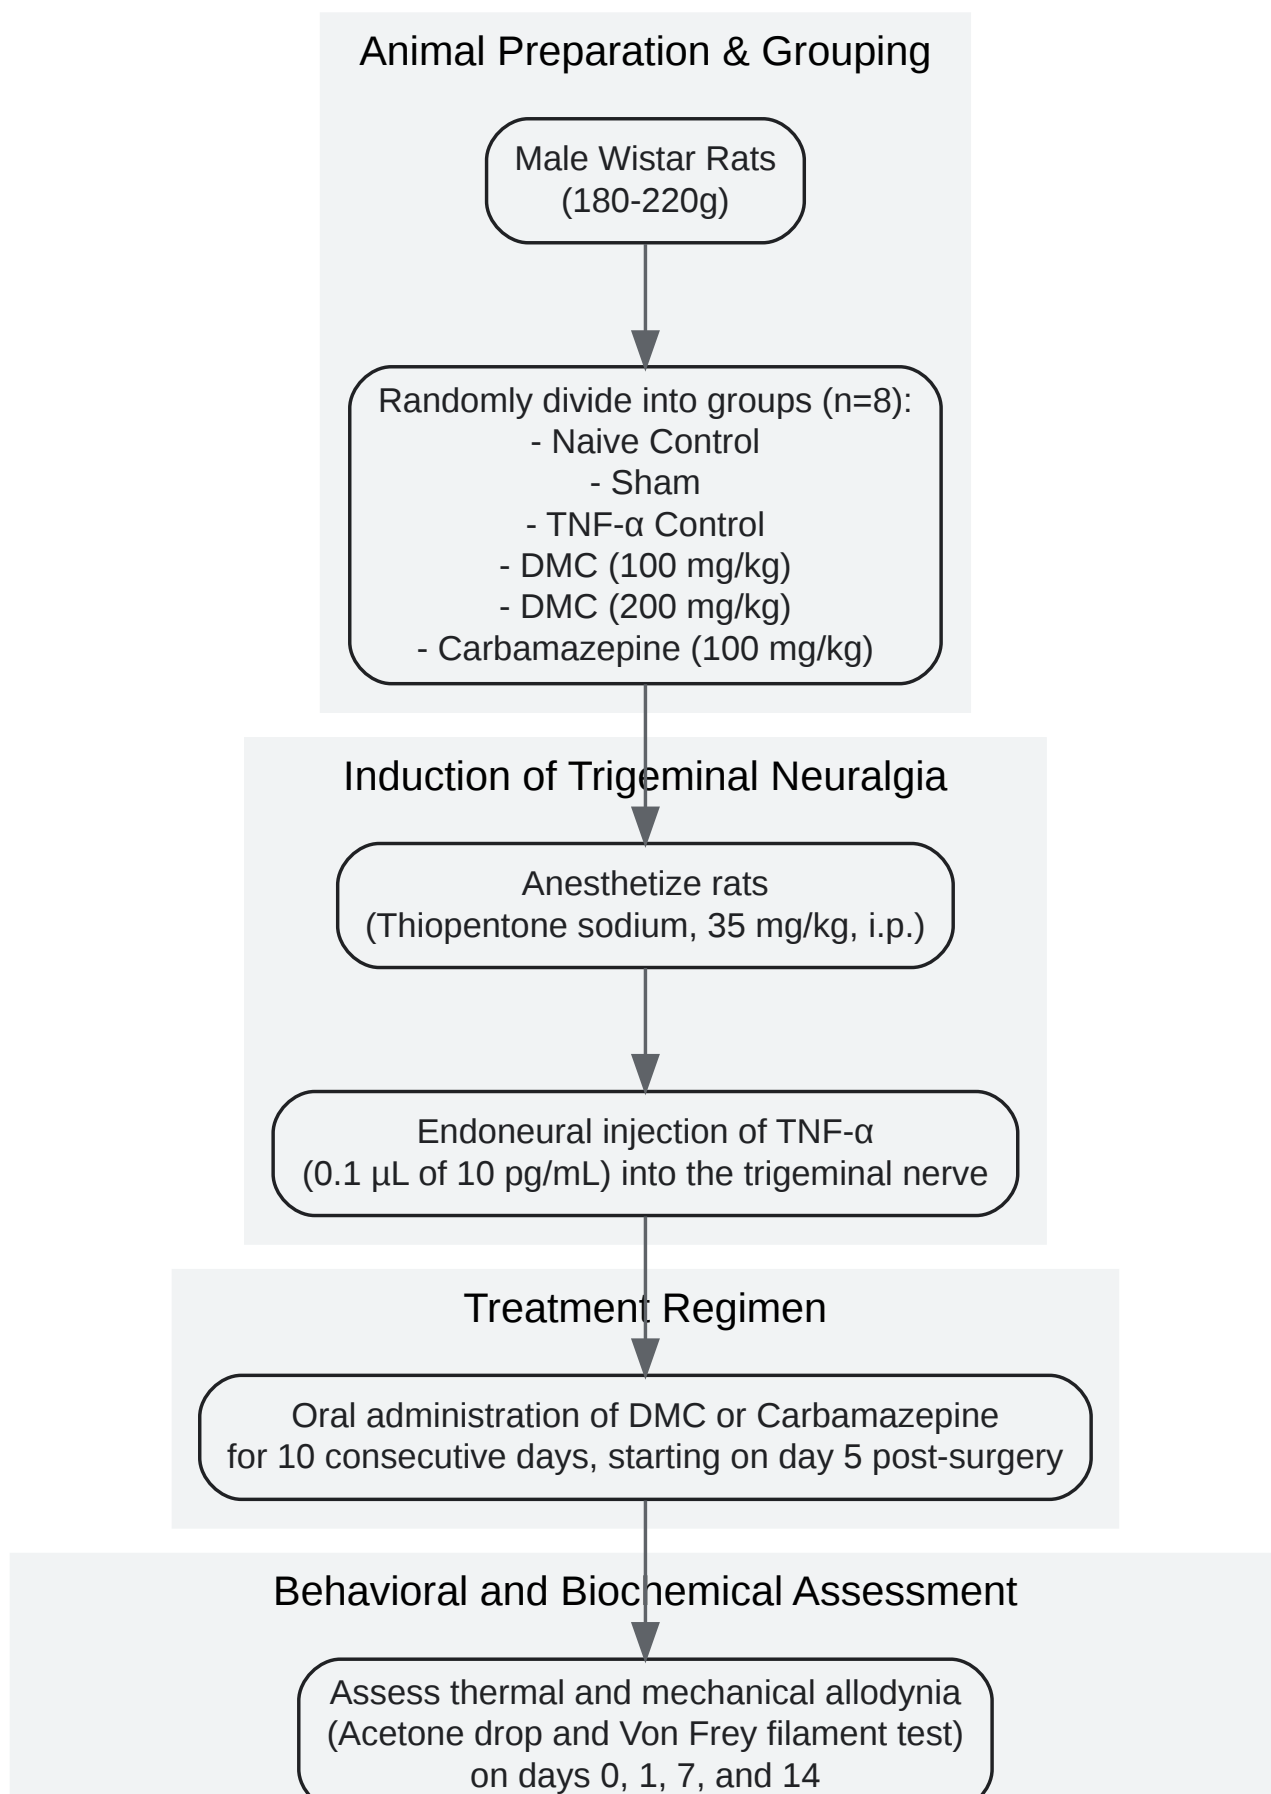 Animal Preparation & Grouping
Male Wistar Rats
(180-220g)
Randomly divide into groups (n=8):
- Naive Control
- Sham
- TNF-α Control
- DMC (100 mg/kg)
- DMC (200 mg/kg)
- Carbamazepine (100 mg/kg)
Induction of Trigeminal Neuralgia
Anesthetize rats
(Thiopentone sodium, 35 mg/kg, i.p.)
Endoneural injection of TNF-α
(0.1 µL of 10 pg/mL) into the trigeminal nerve
Treatment Regimen
Oral administration of DMC or Carbamazepine
for 10 consecutive days, starting on day 5 post-surgery
Behavioral and Biochemical Assessment
Assess thermal and mechanical allodynia
(Acetone drop and Von Frey filament test)
on days 0, 1, 7, and 14